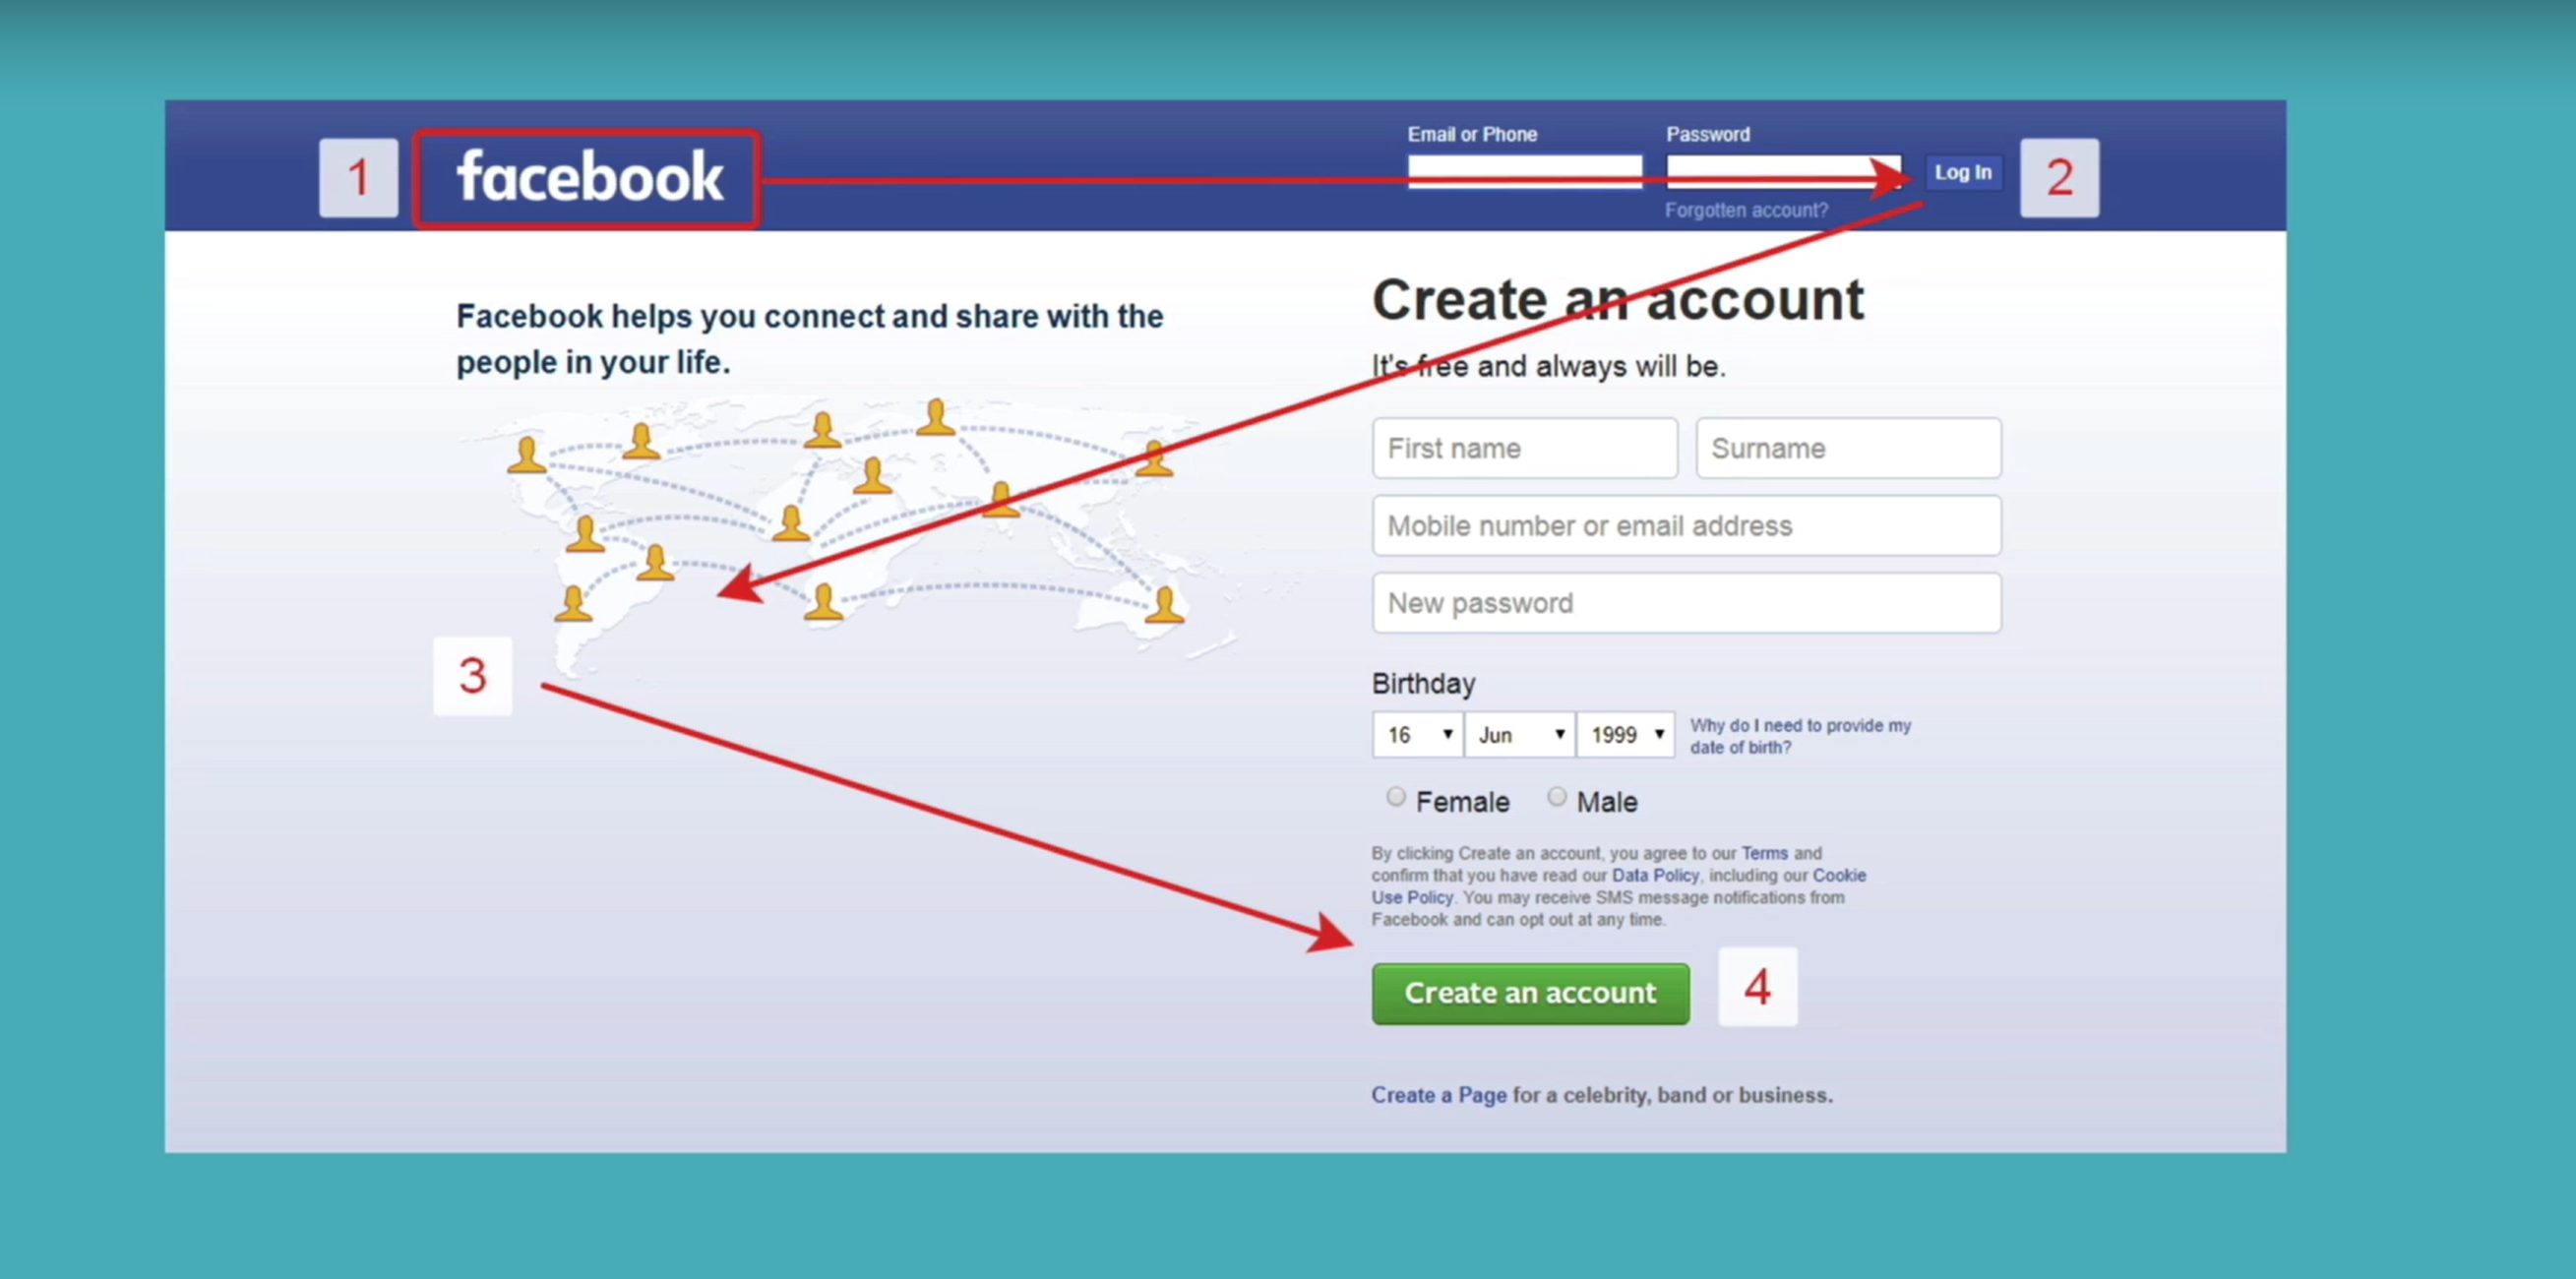 1
facebook
Email or Phone
Password
Log In
2
Forgotten account?
Facebook helps you connect and share with the
people in your life.
3
Create an account
It's free and always will be.
First name
Surname
Mobile number or email address
New password
Birthday
16
Jun
1999
Why do I need to provide my
date of birth?
Female
Male
By clicking Create an account, you agree to our Terms and
confirm that you have read our Data Policy, including our Cookie
Use Policy. You may receive SMS message notifications from
Facebook and can opt out at any time.
Create an account
4
Create a Page for a celebrity, band or business.